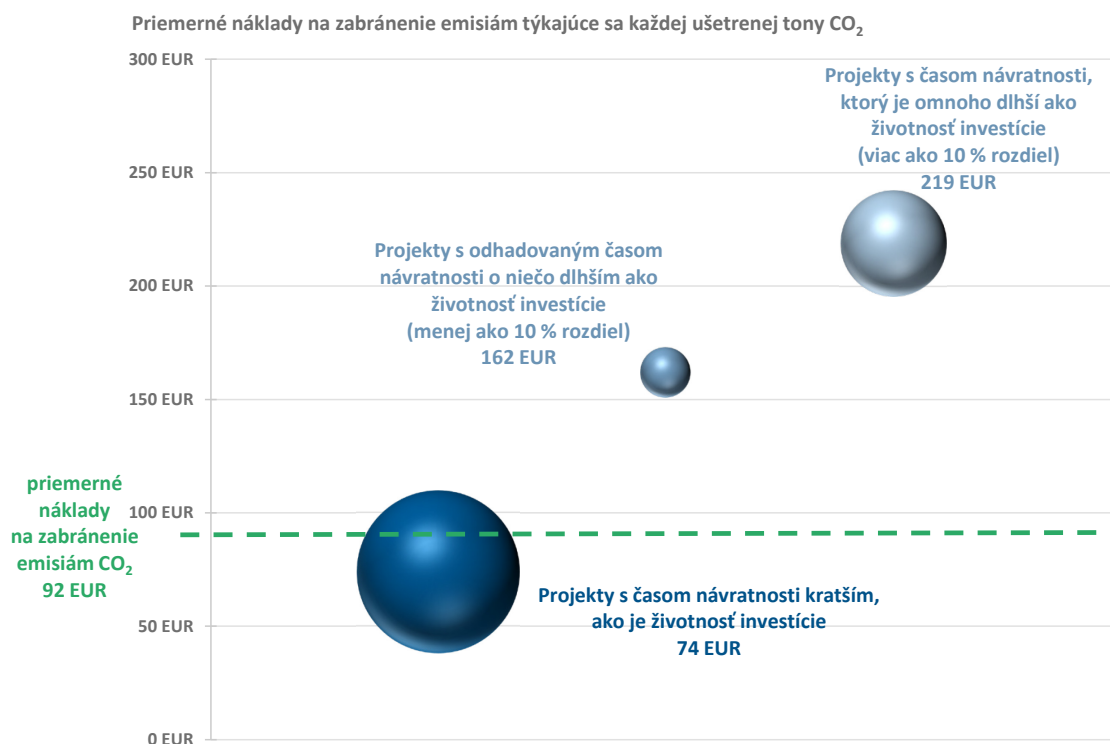 Priemerné náklady na zabránenie emisiám týkajúce sa každej ušetrenej tony CO₂
300 EUR
250 EUR
200 EUR
150 EUR
100 EUR
50 EUR
0 EUR
Projekty s časom návratnosti,
ktorý je omnoho dlhší ako
životnosť investície
(viac ako 10 % rozdiel)
219 EUR
Projekty s odhadovaným časom
návratnosti o niečo dlhším ako
životnosť investície
(menej ako 10 % rozdiel)
162 EUR
priemerné
náklady
na zabránenie
emisiám CO₂
92 EUR
Projekty s časom návratnosti kratším,
ako je životnosť investície
74 EUR